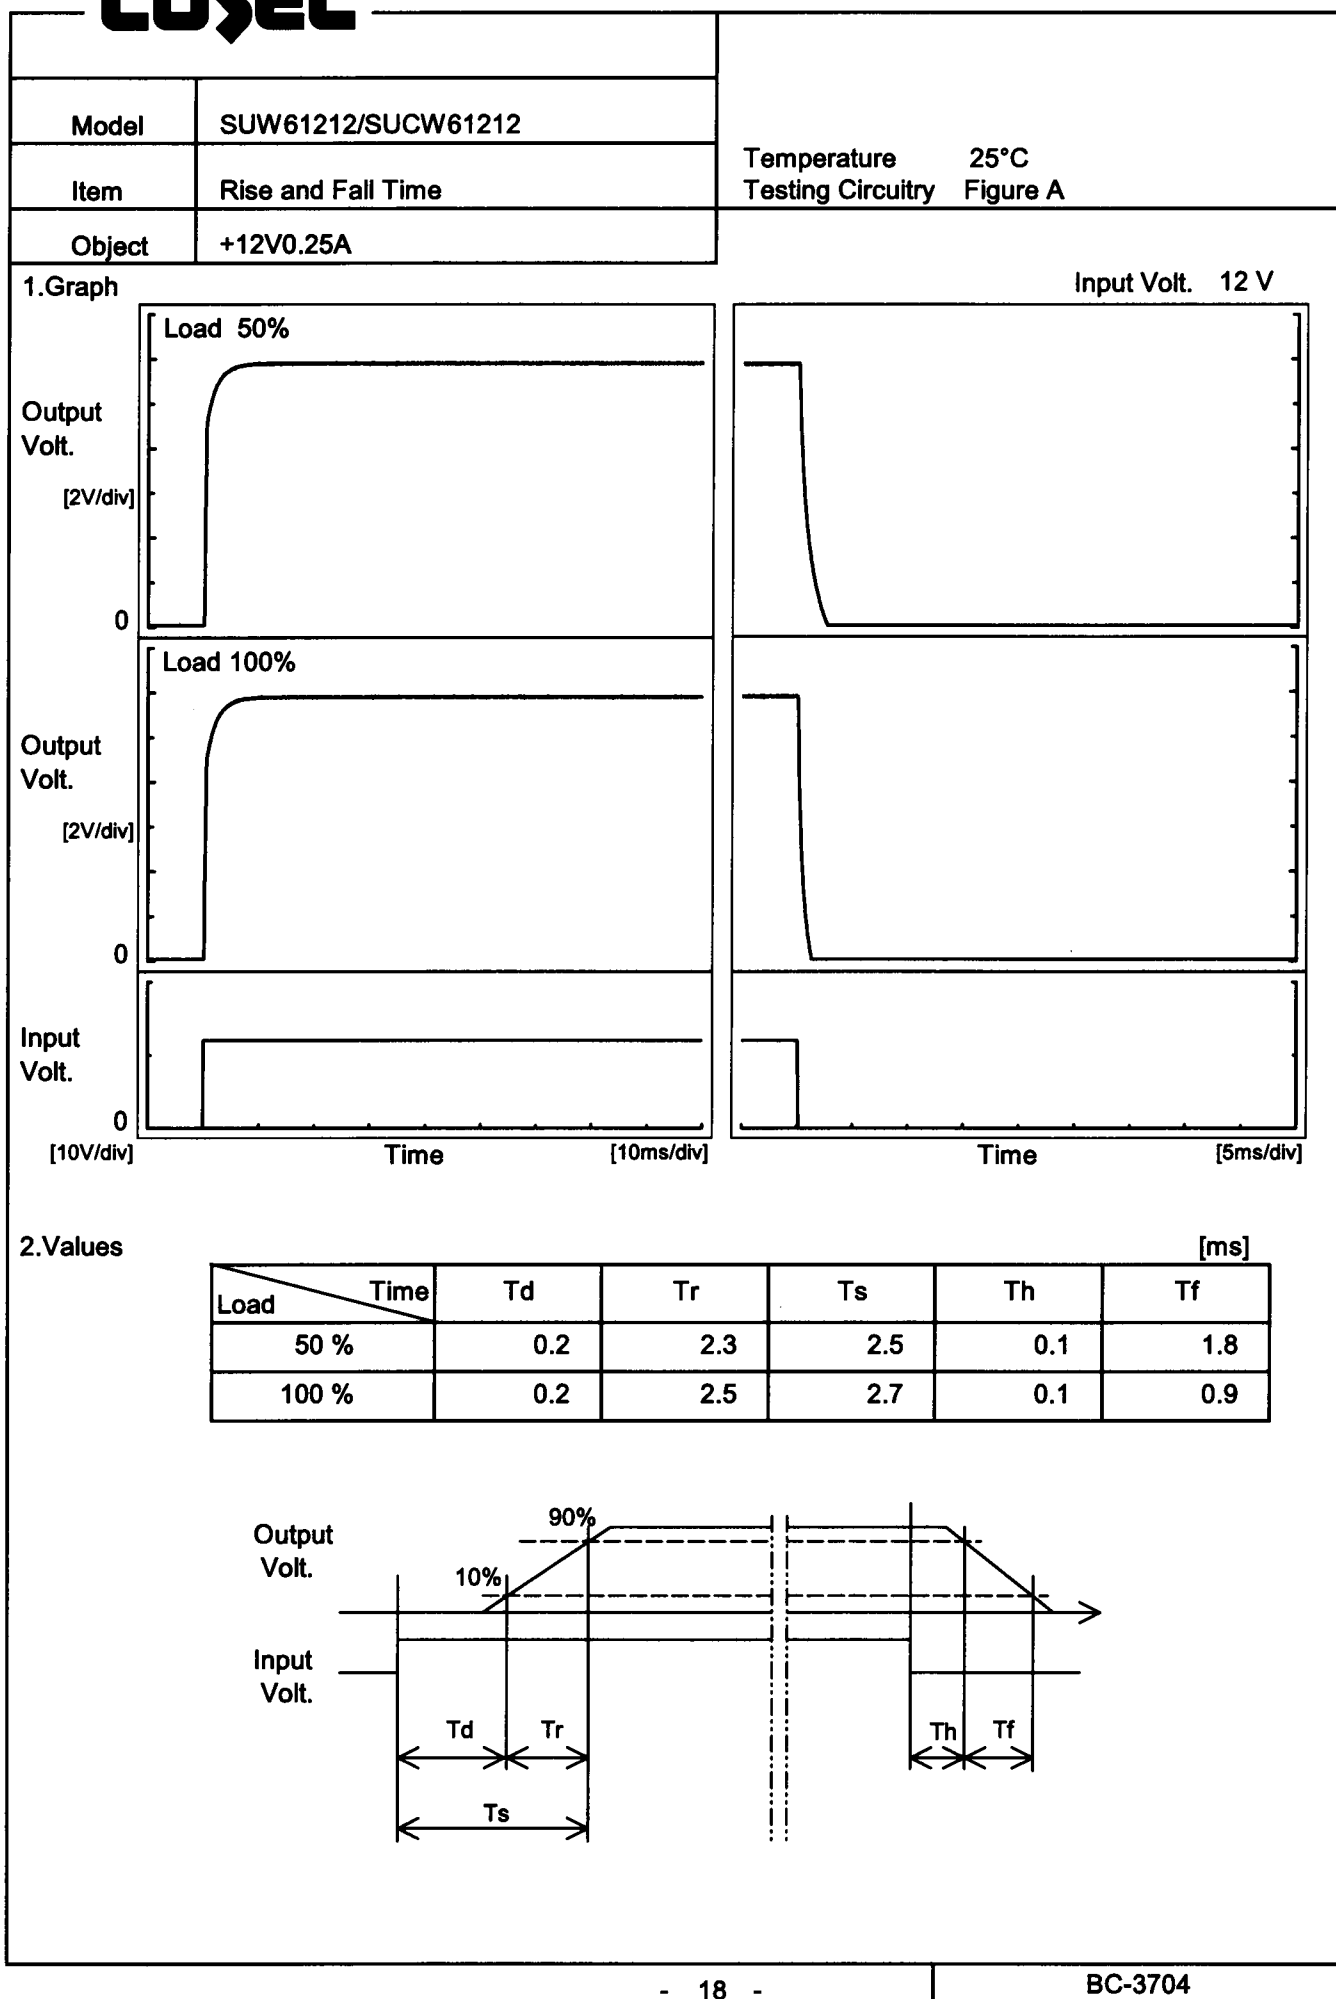 COSEL
Model SUW61212/SUCW61212
Temperature 25°C
Item Rise and Fall Time
Testing Circuitry Figure A
Object +12V0.25A
1.Graph
Input Volt. 12 V
Load 50%
Output
Volt.
[2V/div]
0
Load 100%
Output
Volt.
[2V/div]
0
Input
Volt.
0
[10V/div] Time [10ms/div] Time [5ms/div]
2.Values [ms]
Load Time Td Tr Ts Th Tf
50 % 0.2 2.3 2.5 0.1 1.8
100 % 0.2 2.5 2.7 0.1 0.9
90%
Output
Volt.
10%
Input
Volt.
Td Tr Th Tf
Ts
- 18 - BC-3704